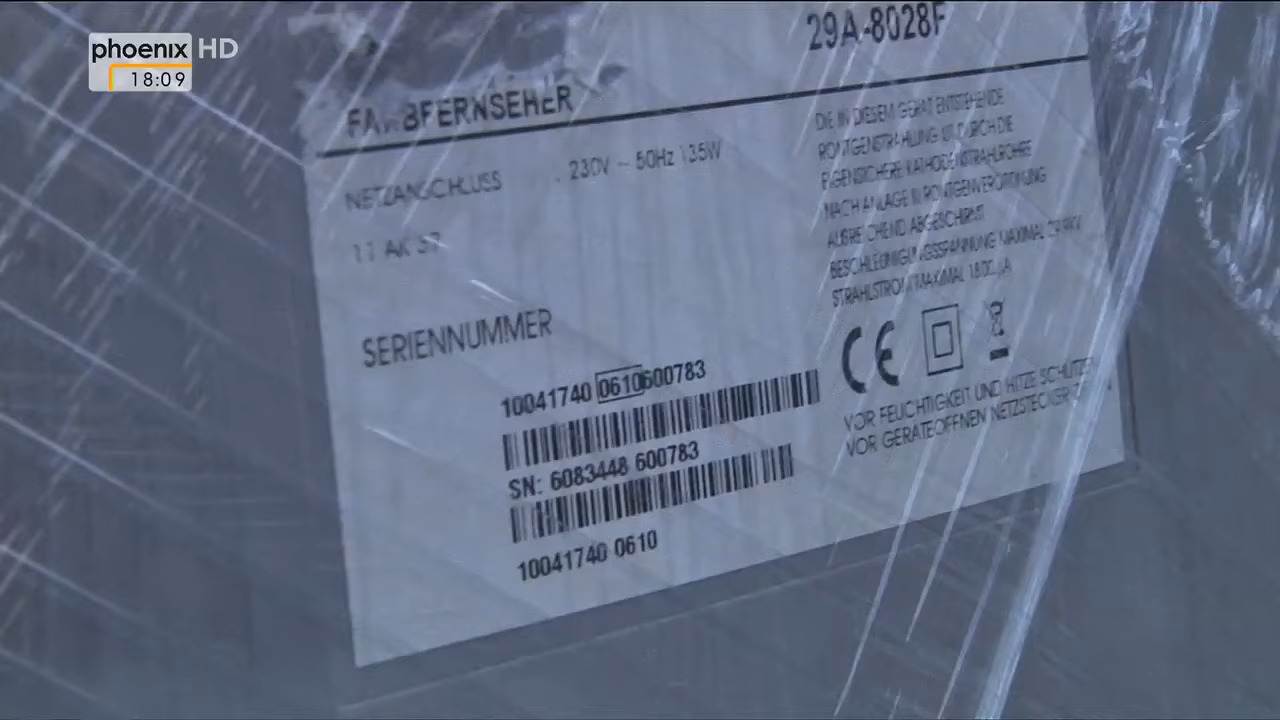 phoenix HD
18:09
29A-8028F
FARBFERNSEHER
NETZANSCHLUSS 230V ~ 50Hz 135W
11 AK 37
DIE IN DIESEM GERÄT ENTSTEHENDE
RÖNTGENSTRAHLUNG IST DURCH DIE
EIGENSICHERE KATHODENSTRAHLRÖHRE
NACH ANLAGE III RÖNTGENVERORDNUNG
AUSREICHEND ABGESCHIRMT
BESCHLEUNIGUNGSSPANNUNG MAXIMAL
STRAHLSTROM MAXIMAL
SERIENNUMMER
10041740 0610600783
SN: 6083448 600783
10041740 0610
CE
VOR FEUCHTIGKEIT UND HITZE SCHÜTZEN
VOR GERÄTEÖFFNEN NETZSTECKER